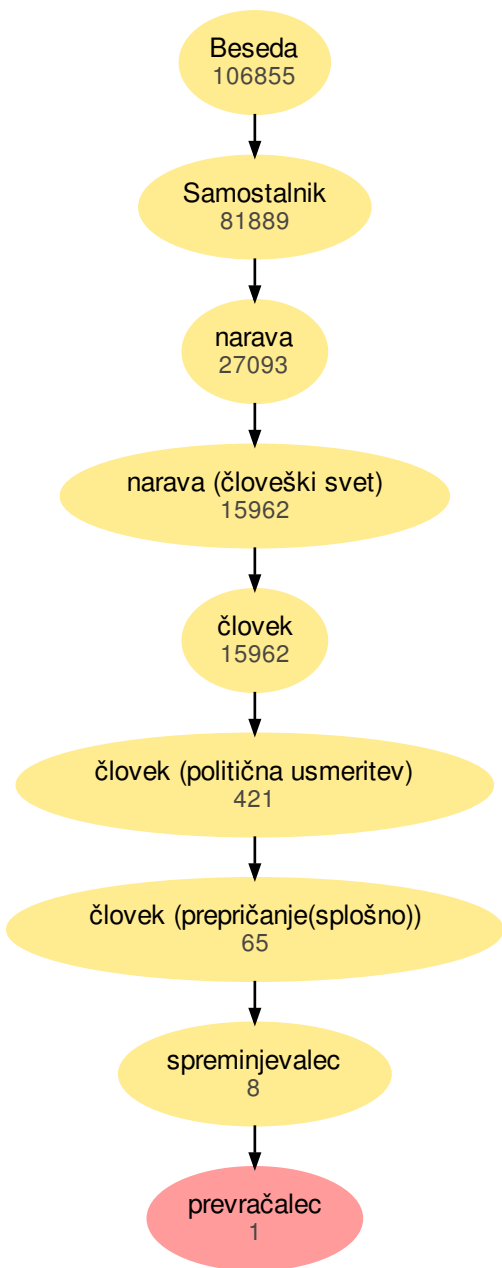 Beseda
106855
Samostalnik
81889
narava
27093
narava (človeški svet)
15962
človek
15962
človek (politična usmeritev)
421
človek (prepričanje(splošno))
65
spreminjevalec
8
prevračalec
1